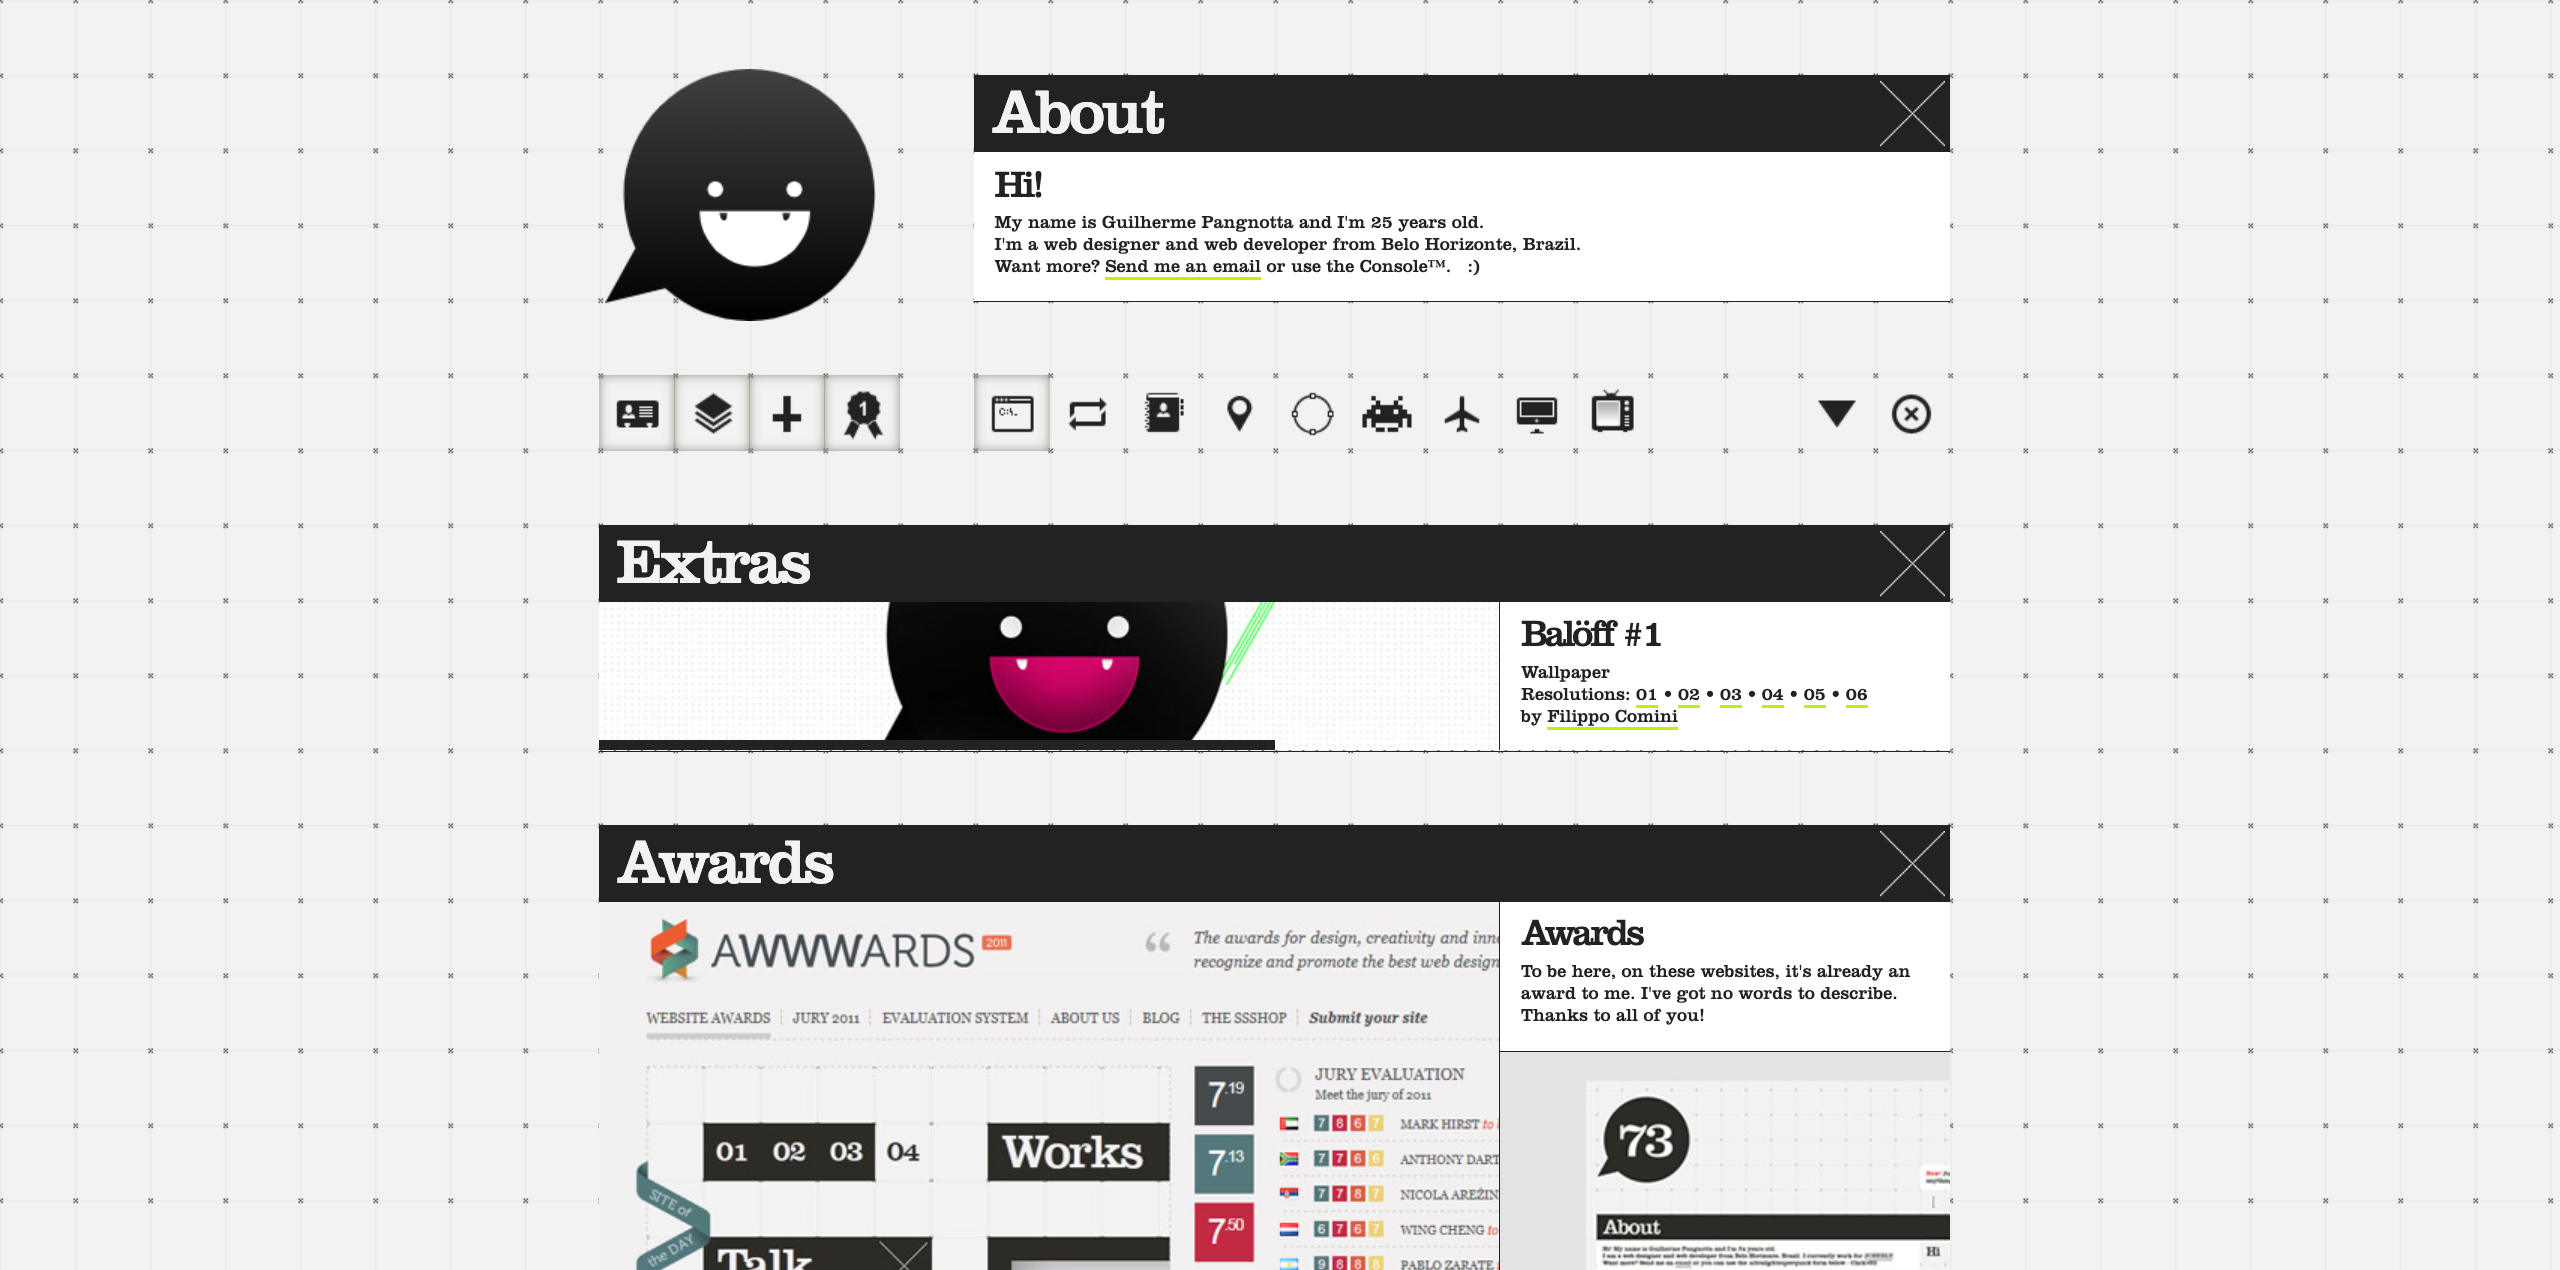 About
Hi!
My name is Guilherme Pangnotta and I'm 25 years old.
I'm a web designer and web developer from Belo Horizonte, Brazil.
Want more? Send me an email or use the Console™. :)
1
C:\_
Extras
Balöff #1
Wallpaper
Resolutions: 01 • 02 • 03 • 04 • 05 • 06
by Filippo Comini
Awards
AWWWARDS 2011
“ The awards for design, creativity and inno
recognize and promote the best web design
WEBSITE AWARDS JURY 2011 EVALUATION SYSTEM ABOUT US BLOG THE SSSHOP Submit your site
01 02 03 04
Works
SITE of
the DAY
Talk
7.19
7.13
7.50
JURY EVALUATION
Meet the jury of 2011
7 8 6 7 MARK HIRST to
7 7 6 6 ANTHONY DART
7 7 8 7 NICOLA AREŽIN
6 7 6 7 WING CHENG to
9 8 8 8 PABLO ZARATE
Awards
To be here, on these websites, it's already an
award to me. I've got no words to describe.
Thanks to all of you!
73
New!
About
Hi